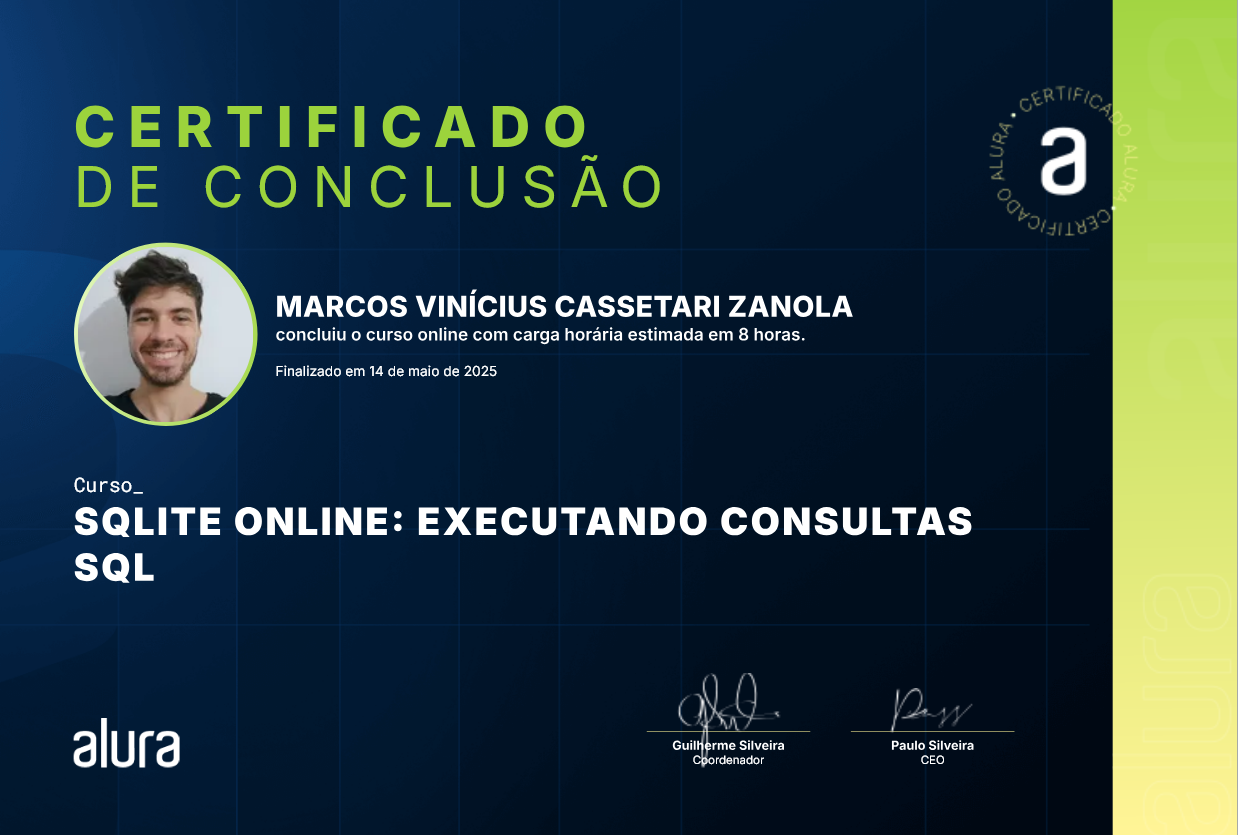 CERTIFICADO
DE CONCLUSÃO
• CERTIFICADO ALURA • CERTIFICADO ALURA
a
MARCOS VINÍCIUS CASSETARI ZANOLA
concluiu o curso online com carga horária estimada em 8 horas.
Finalizado em 14 de maio de 2025
Curso_
SQLITE ONLINE: EXECUTANDO CONSULTAS
SQL
alura
Guilherme Silveira
Coordenador
Paulo Silveira
CEO
alura